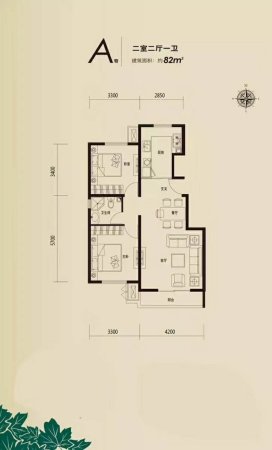 A户型
二室二厅一卫
建筑面积：约82m²
3300 2850
厨房
卧室
3400
玄关
卫生间
餐厅
5700
主卧
客厅
阳台
3300 4200